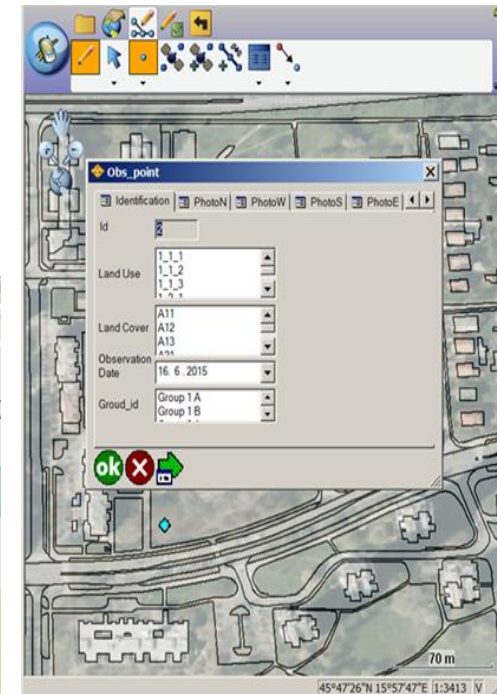 Obs_point X
Identification PhotoN PhotoW PhotoS PhotoE
Id 2
Land Use
1_1_1
1_1_2
1_1_3
1_2_1
Land Cover
A11
A12
A13
A21
Observation Date 16. 6. 2015
Groud_id
Group 1 A
Group 1 B
ok
70 m
45°47'26"N 15°57'47"E 1:3413 V